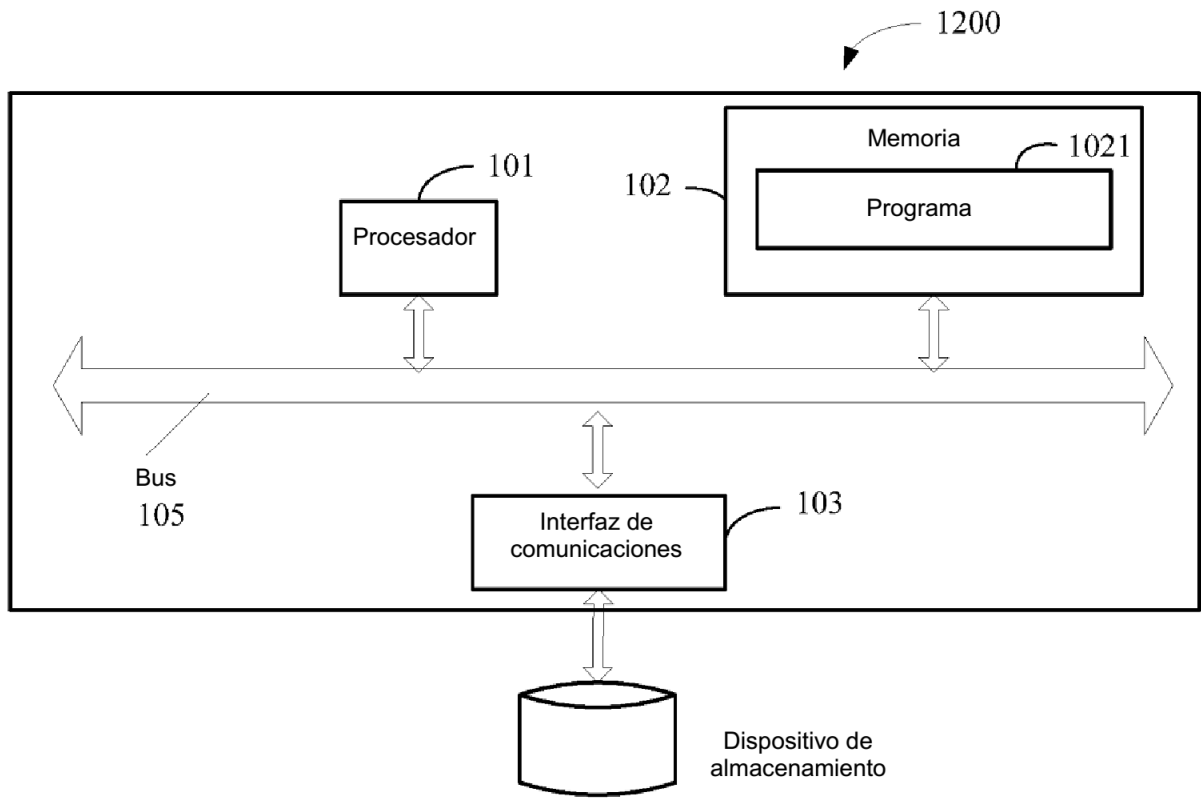 1200
Memoria
101
1021
102
Programa
Procesador
Bus
105
103
Interfaz de
comunicaciones
Dispositivo de
almacenamiento